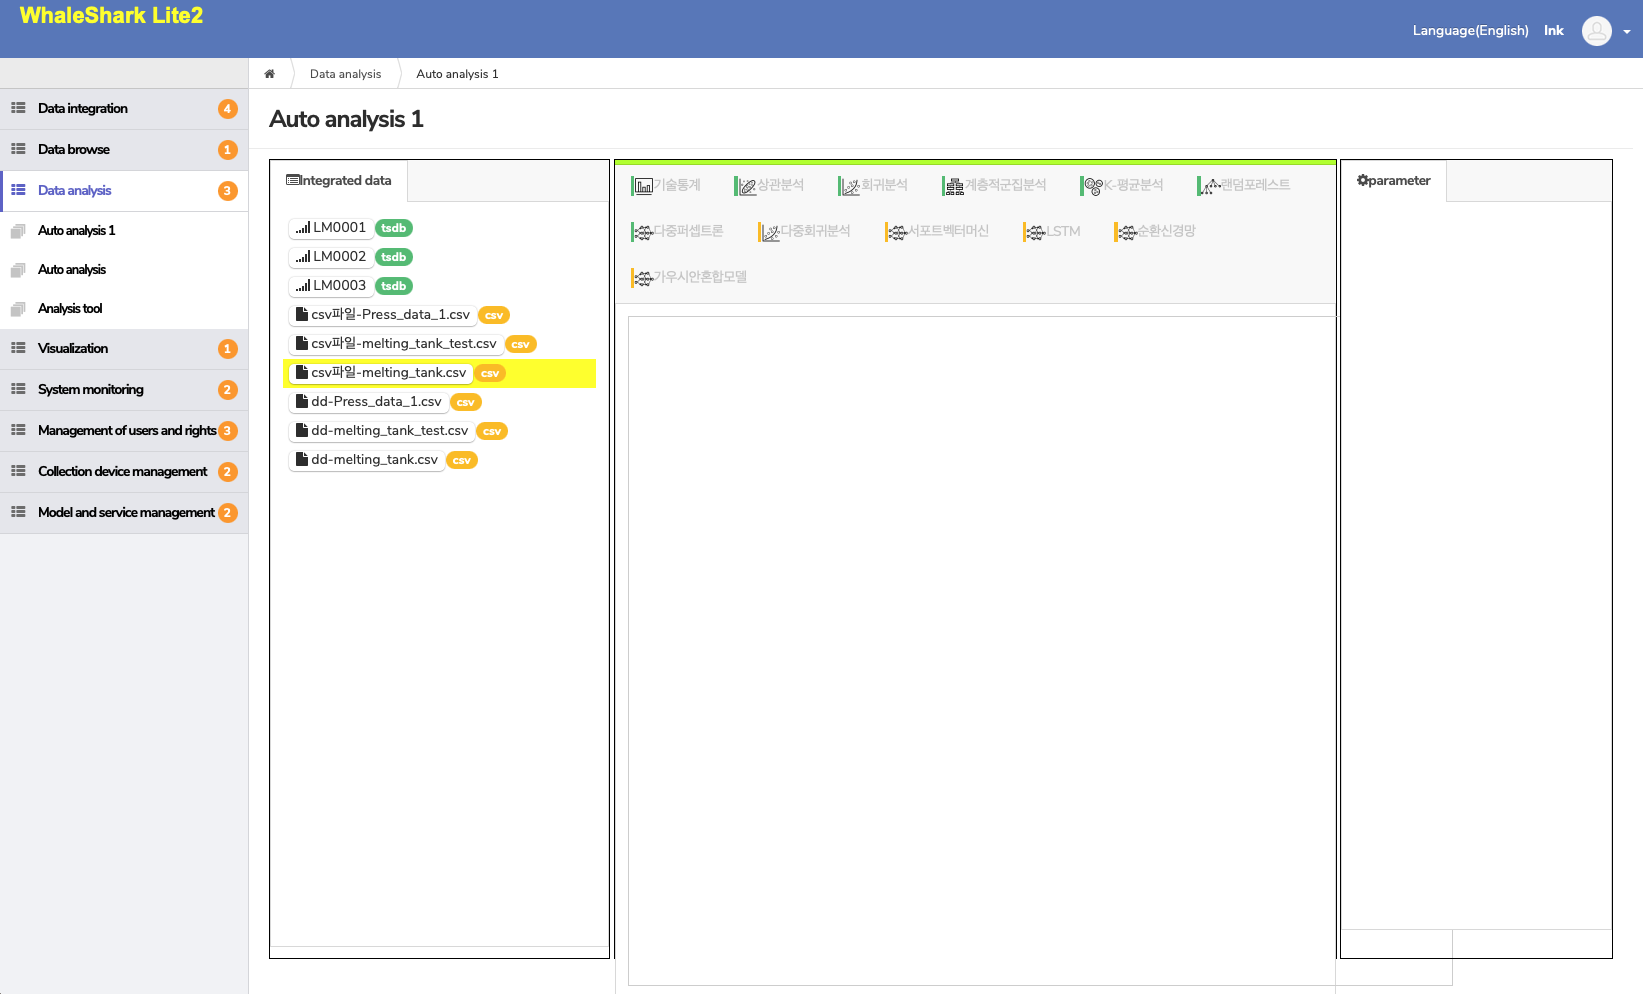 WhaleShark Lite2
Language(English) Ink
Data analysis Auto analysis 1
Auto analysis 1
Data integration 4
Data browse 1
Data analysis 3
Auto analysis 1
Auto analysis
Analysis tool
Visualization 1
System monitoring 2
Management of users and rights 3
Collection device management 2
Model and service management 2
Integrated data
LM0001 tsdb
LM0002 tsdb
LM0003 tsdb
csv파일-Press_data_1.csv csv
csv파일-melting_tank_test.csv csv
csv파일-melting_tank.csv csv
dd-Press_data_1.csv csv
dd-melting_tank_test.csv csv
dd-melting_tank.csv csv
기술통계 상관분석 회귀분석 계층적군집분석 K-평균분석 랜덤포레스트
다중퍼셉트론 다중회귀분석 서포트벡터머신 LSTM 순환신경망
가우시안혼합모델
parameter